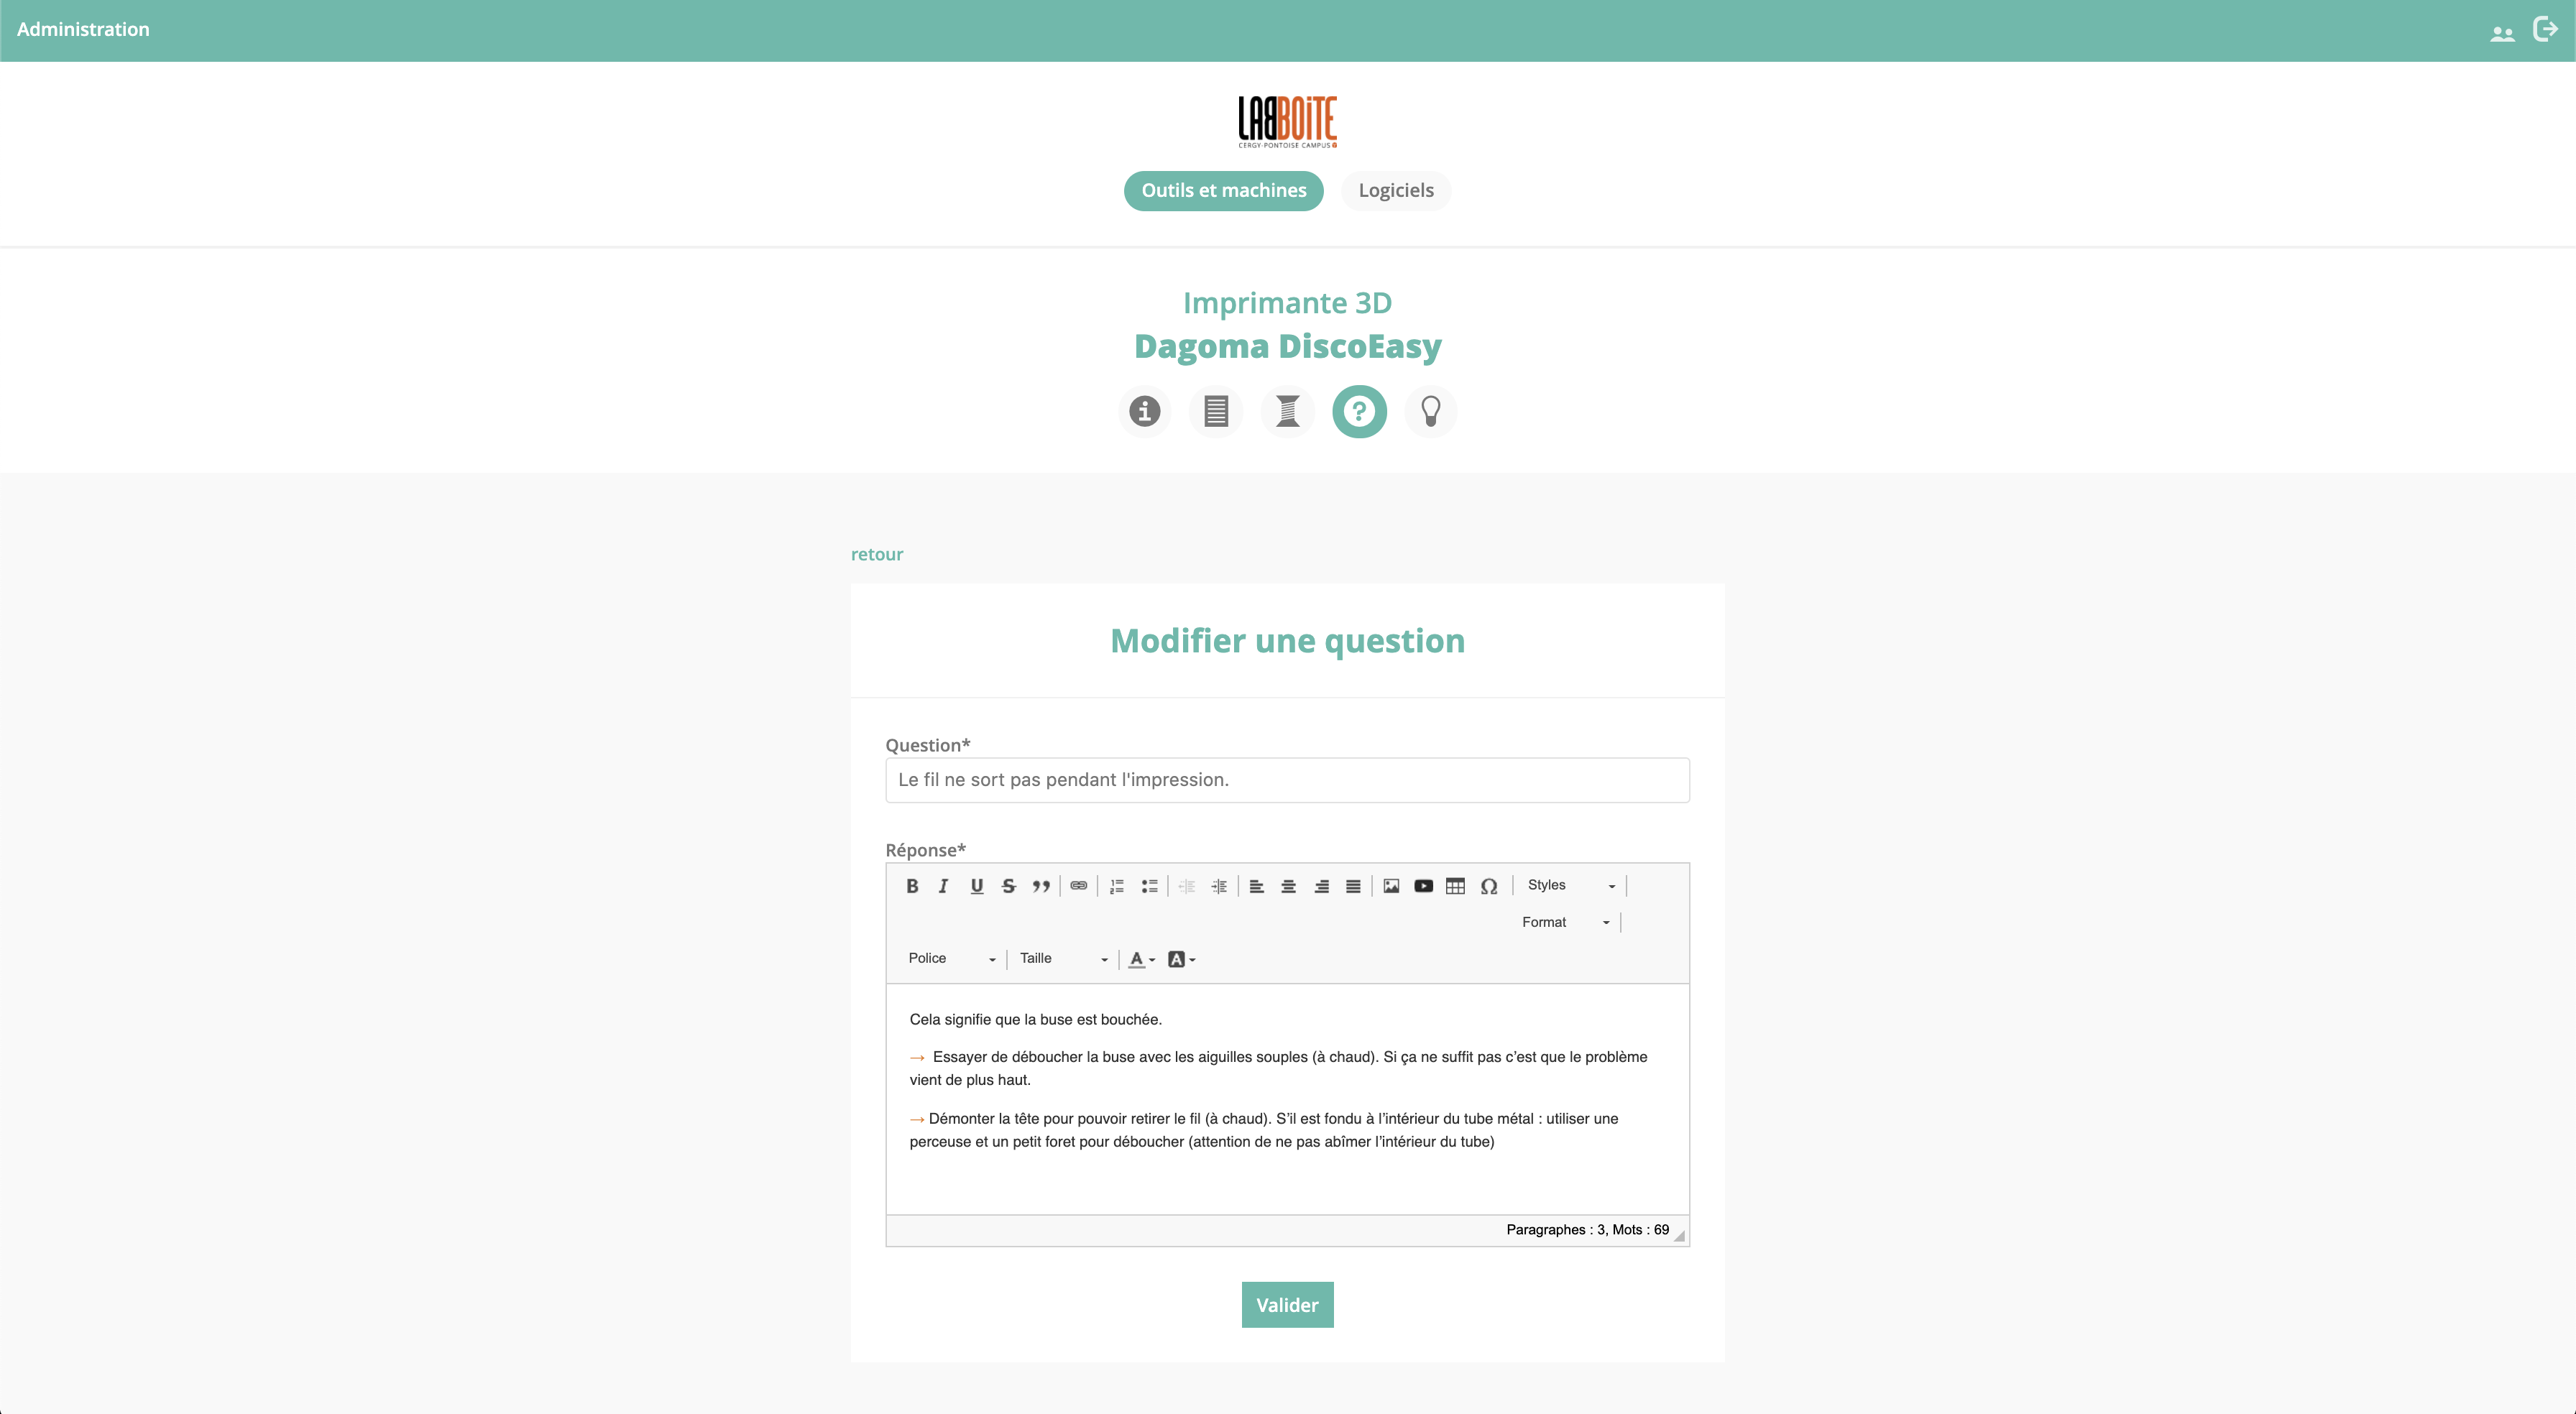 Administration
LABBOiTE
CERGY-PONTOISE CAMPUS
Outils et machines
Logiciels
Imprimante 3D
Dagoma DiscoEasy
retour
Modifier une question
Question*
Le fil ne sort pas pendant l'impression.
Réponse*
Styles
Format
Police
Taille
Cela signifie que la buse est bouchée.
→ Essayer de déboucher la buse avec les aiguilles souples (à chaud). Si ça ne suffit pas c’est que le problème
vient de plus haut.
→ Démonter la tête pour pouvoir retirer le fil (à chaud). S’il est fondu à l’intérieur du tube métal : utiliser une
perceuse et un petit foret pour déboucher (attention de ne pas abîmer l’intérieur du tube)
Paragraphes : 3, Mots : 69
Valider